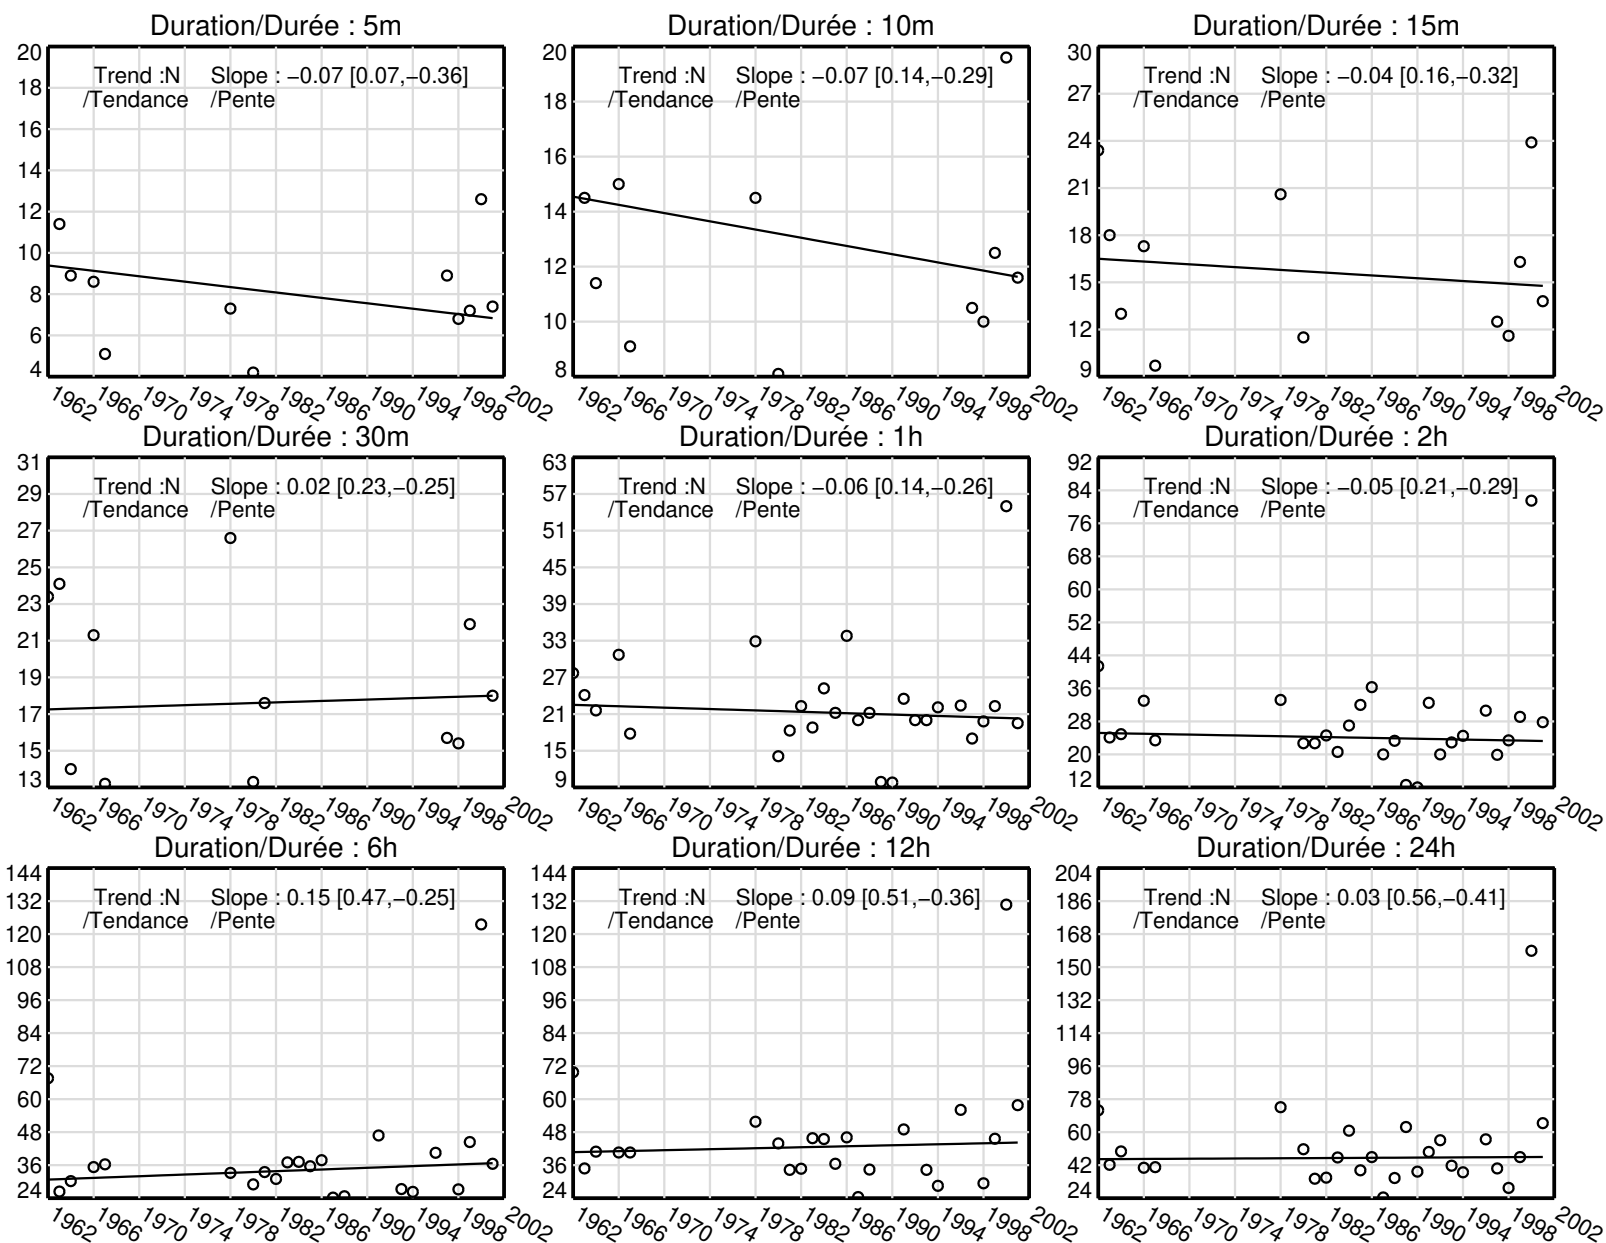 Duration/Durée : 5m
Trend :N Slope : −0.07 [0.07,−0.36]
/Tendance /Pente
20
18
16
14
12
10
8
6
4
1962 1966 1970 1974 1978 1982 1986 1990 1994 1998 2002
Duration/Durée : 10m
Trend :N Slope : −0.07 [0.14,−0.29]
/Tendance /Pente
20
18
16
14
12
10
8
1962 1966 1970 1974 1978 1982 1986 1990 1994 1998 2002
Duration/Durée : 15m
Trend :N Slope : −0.04 [0.16,−0.32]
/Tendance /Pente
30
27
24
21
18
15
12
9
1962 1966 1970 1974 1978 1982 1986 1990 1994 1998 2002
Duration/Durée : 30m
Trend :N Slope : 0.02 [0.23,−0.25]
/Tendance /Pente
31
29
27
25
23
21
19
17
15
13
1962 1966 1970 1974 1978 1982 1986 1990 1994 1998 2002
Duration/Durée : 1h
Trend :N Slope : −0.06 [0.14,−0.26]
/Tendance /Pente
63
57
51
45
39
33
27
21
15
9
1962 1966 1970 1974 1978 1982 1986 1990 1994 1998 2002
Duration/Durée : 2h
Trend :N Slope : −0.05 [0.21,−0.29]
/Tendance /Pente
92
84
76
68
60
52
44
36
28
20
12
1962 1966 1970 1974 1978 1982 1986 1990 1994 1998 2002
Duration/Durée : 6h
Trend :N Slope : 0.15 [0.47,−0.25]
/Tendance /Pente
144
132
120
108
96
84
72
60
48
36
24
1962 1966 1970 1974 1978 1982 1986 1990 1994 1998 2002
Duration/Durée : 12h
Trend :N Slope : 0.09 [0.51,−0.36]
/Tendance /Pente
144
132
120
108
96
84
72
60
48
36
24
1962 1966 1970 1974 1978 1982 1986 1990 1994 1998 2002
Duration/Durée : 24h
Trend :N Slope : 0.03 [0.56,−0.41]
/Tendance /Pente
204
186
168
150
132
114
96
78
60
42
24
1962 1966 1970 1974 1978 1982 1986 1990 1994 1998 2002